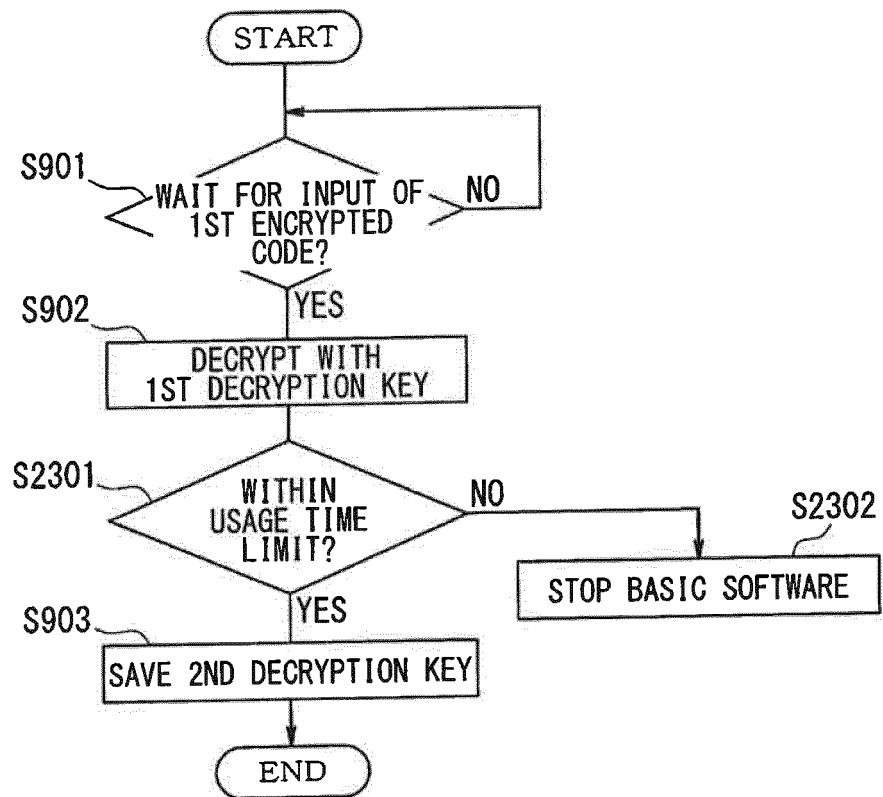 START
S901
WAIT FOR INPUT OF
1ST ENCRYPTED
CODE?
NO
YES
S902
DECRYPT WITH
1ST DECRYPTION KEY
S2301
WITHIN
USAGE TIME
LIMIT?
NO
S2302
STOP BASIC SOFTWARE
YES
S903
SAVE 2ND DECRYPTION KEY
END